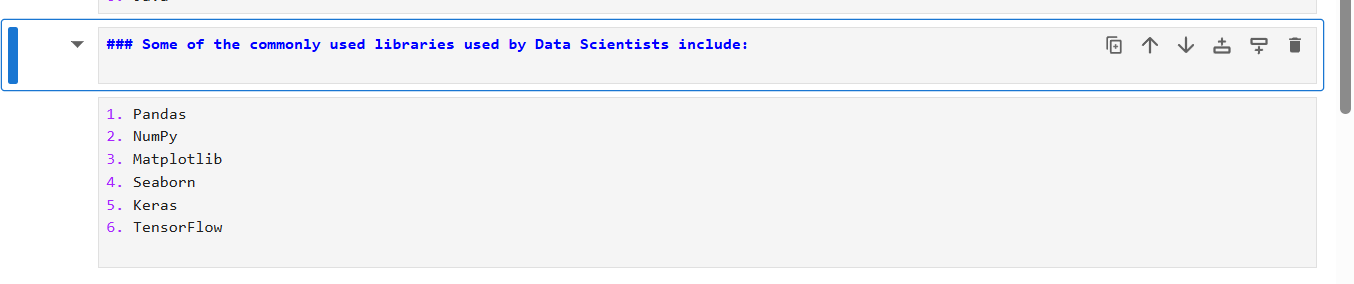 ### Some of the commonly used libraries used by Data Scientists include:
1. Pandas
2. NumPy
3. Matplotlib
4. Seaborn
5. Keras
6. TensorFlow